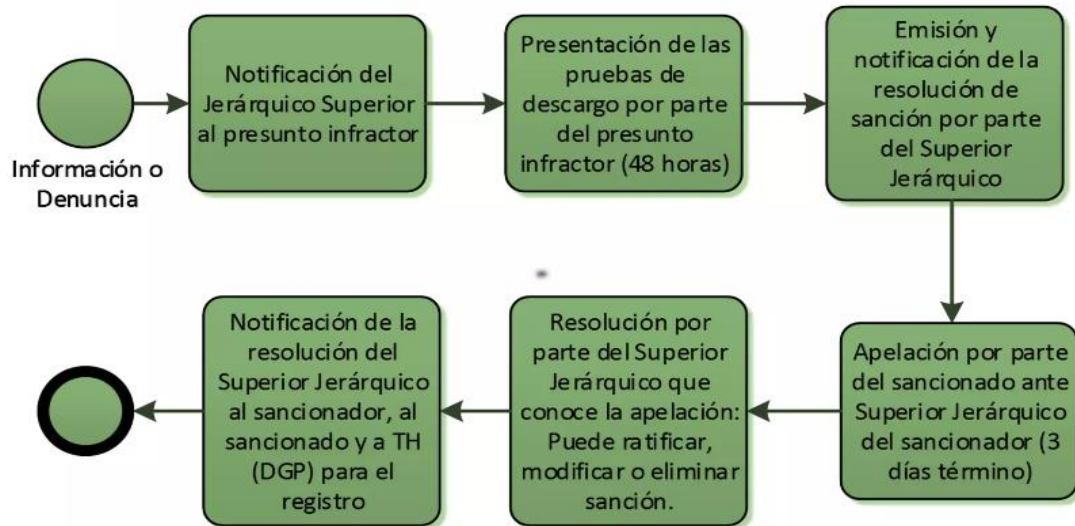 Información o
Denuncia
Notificación del
Jerárquico Superior
al presunto infractor
Presentación de las
pruebas de
descargo por parte
del presunto
infractor (48 horas)
Emisión y
notificación de la
resolución de
sanción por parte
del Superior
Jerárquico
Apelación por parte
del sancionado ante
Superior Jerárquico
del sancionador (3
días término)
Resolución por
parte del Superior
Jerárquico que
conoce la apelación:
Puede ratificar,
modificar o eliminar
sanción.
Notificación de la
resolución del
Superior Jerárquico
al sancionador, al
sancionado y a TH
(DGP) para el
registro